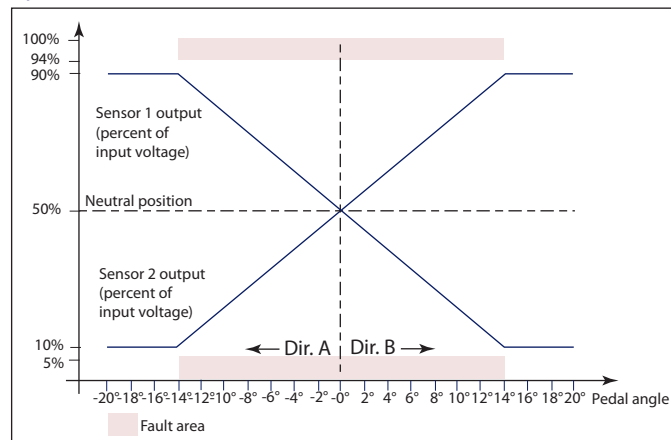 100%
94%
90%
Sensor 1 output
(percent of
input voltage)
Neutral position
50%
Sensor 2 output
(percent of
input voltage)
10%
5%
Dir. A
Dir. B
-20°-18°-16°-14°-12°-10° -8° -6° -4° -2° -0° 2° 4° 6° 8° 10° 12° 14° 16° 18° 20° Pedal angle
Fault area